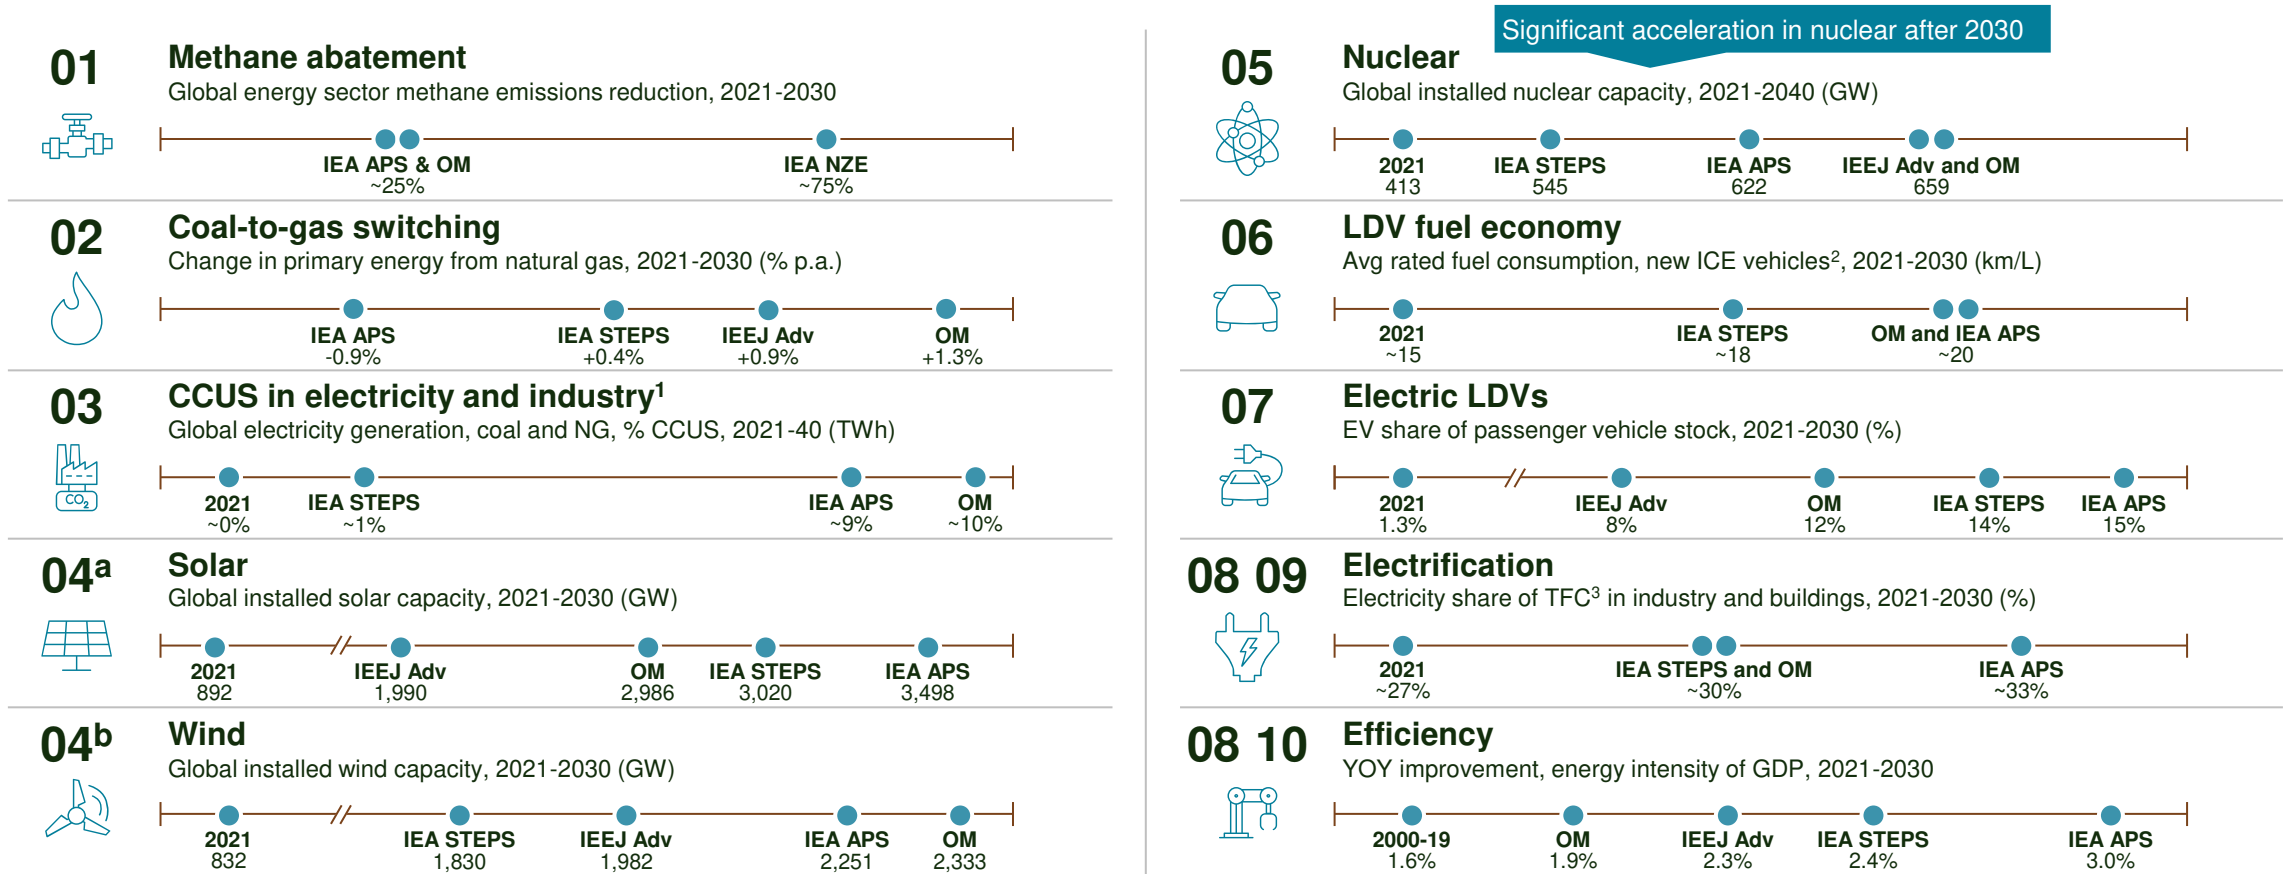 01
Methane abatement
Global energy sector methane emissions reduction, 2021-2030
IEA APS & OM
~25%
IEA NZE
~75%
02
Coal-to-gas switching
Change in primary energy from natural gas, 2021-2030 (% p.a.)
IEA APS
-0.9%
IEA STEPS
+0.4%
IEEJ Adv
+0.9%
OM
+1.3%
03
CO₂
CCUS in electricity and industry¹
Global electricity generation, coal and NG, % CCUS, 2021-40 (TWh)
2021
~0%
IEA STEPS
~1%
IEA APS
~9%
OM
~10%
04ᵃ
Solar
Global installed solar capacity, 2021-2030 (GW)
2021
892
IEEJ Adv
1,990
OM
2,986
IEA STEPS
3,020
IEA APS
3,498
04ᵇ
Wind
Global installed wind capacity, 2021-2030 (GW)
2021
832
IEA STEPS
1,830
IEEJ Adv
1,982
IEA APS
2,251
OM
2,333
Significant acceleration in nuclear after 2030
05
Nuclear
Global installed nuclear capacity, 2021-2040 (GW)
2021
413
IEA STEPS
545
IEA APS
622
IEEJ Adv and OM
659
06
LDV fuel economy
Avg rated fuel consumption, new ICE vehicles², 2021-2030 (km/L)
2021
~15
IEA STEPS
~18
OM and IEA APS
~20
07
Electric LDVs
EV share of passenger vehicle stock, 2021-2030 (%)
2021
1.3%
IEEJ Adv
8%
OM
12%
IEA STEPS
14%
IEA APS
15%
08 09
Electrification
Electricity share of TFC³ in industry and buildings, 2021-2030 (%)
2021
~27%
IEA STEPS and OM
~30%
IEA APS
~33%
08 10
Efficiency
YOY improvement, energy intensity of GDP, 2021-2030
2000-19
1.6%
OM
1.9%
IEEJ Adv
2.3%
IEA STEPS
2.4%
IEA APS
3.0%